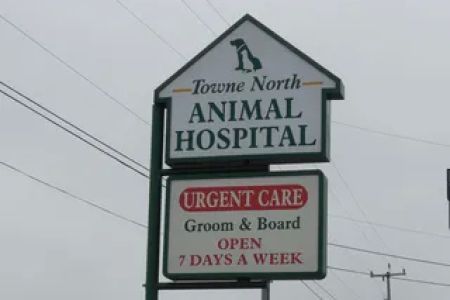 Towne North
ANIMAL
HOSPITAL
URGENT CARE
Groom & Board
OPEN
7 DAYS A WEEK